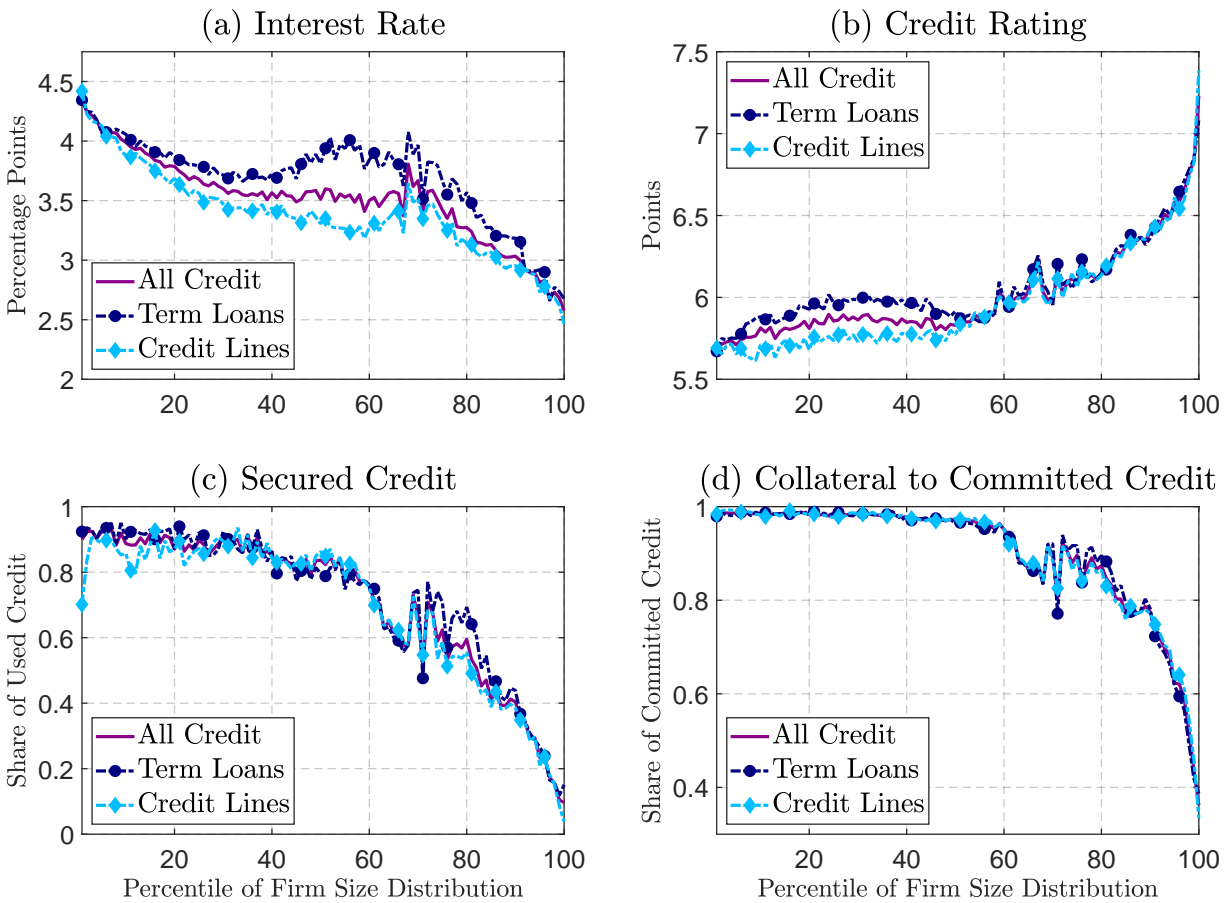 (a) Interest Rate
Percentage Points
4.5
4
3.5
3
2.5
2
All Credit
Term Loans
Credit Lines
20 40 60 80 100
(b) Credit Rating
Points
7.5
7
6.5
6
5.5
All Credit
Term Loans
Credit Lines
20 40 60 80 100
(c) Secured Credit
Share of Used Credit
1
0.8
0.6
0.4
0.2
0
All Credit
Term Loans
Credit Lines
20 40 60 80 100
Percentile of Firm Size Distribution
(d) Collateral to Committed Credit
Share of Committed Credit
1
0.8
0.6
0.4
All Credit
Term Loans
Credit Lines
20 40 60 80 100
Percentile of Firm Size Distribution